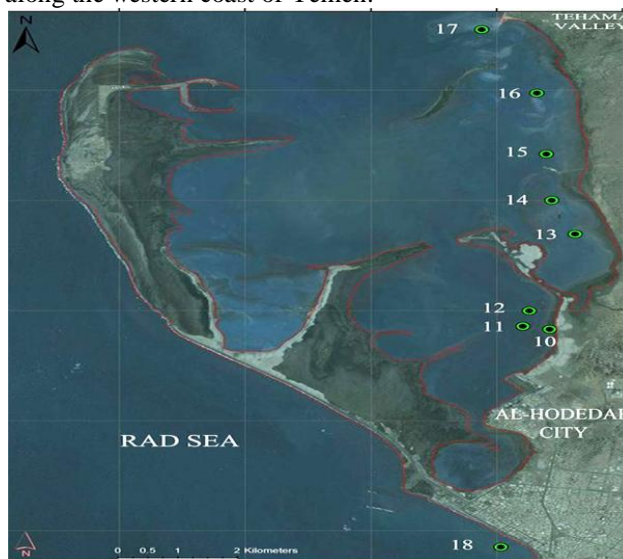 along the western coast of Yemen.
N
TEHAMA
VALLEY
17
16
15
14
13
12
11
10
AL-HODEDAH
CITY
RAD SEA
18
N
0 0.5 1 2 Kilometers